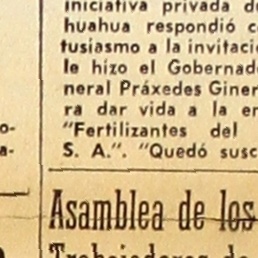 iniciativa privada d
huahua respondió c
tusiasmo a la invitaci
le hizo el Gobernad
neral Práxedes Giner
ra dar vida a la e
"Fertilizantes del
S. A.". "Quedó susc
o-
a-
Asamblea de los
Trabajadores de